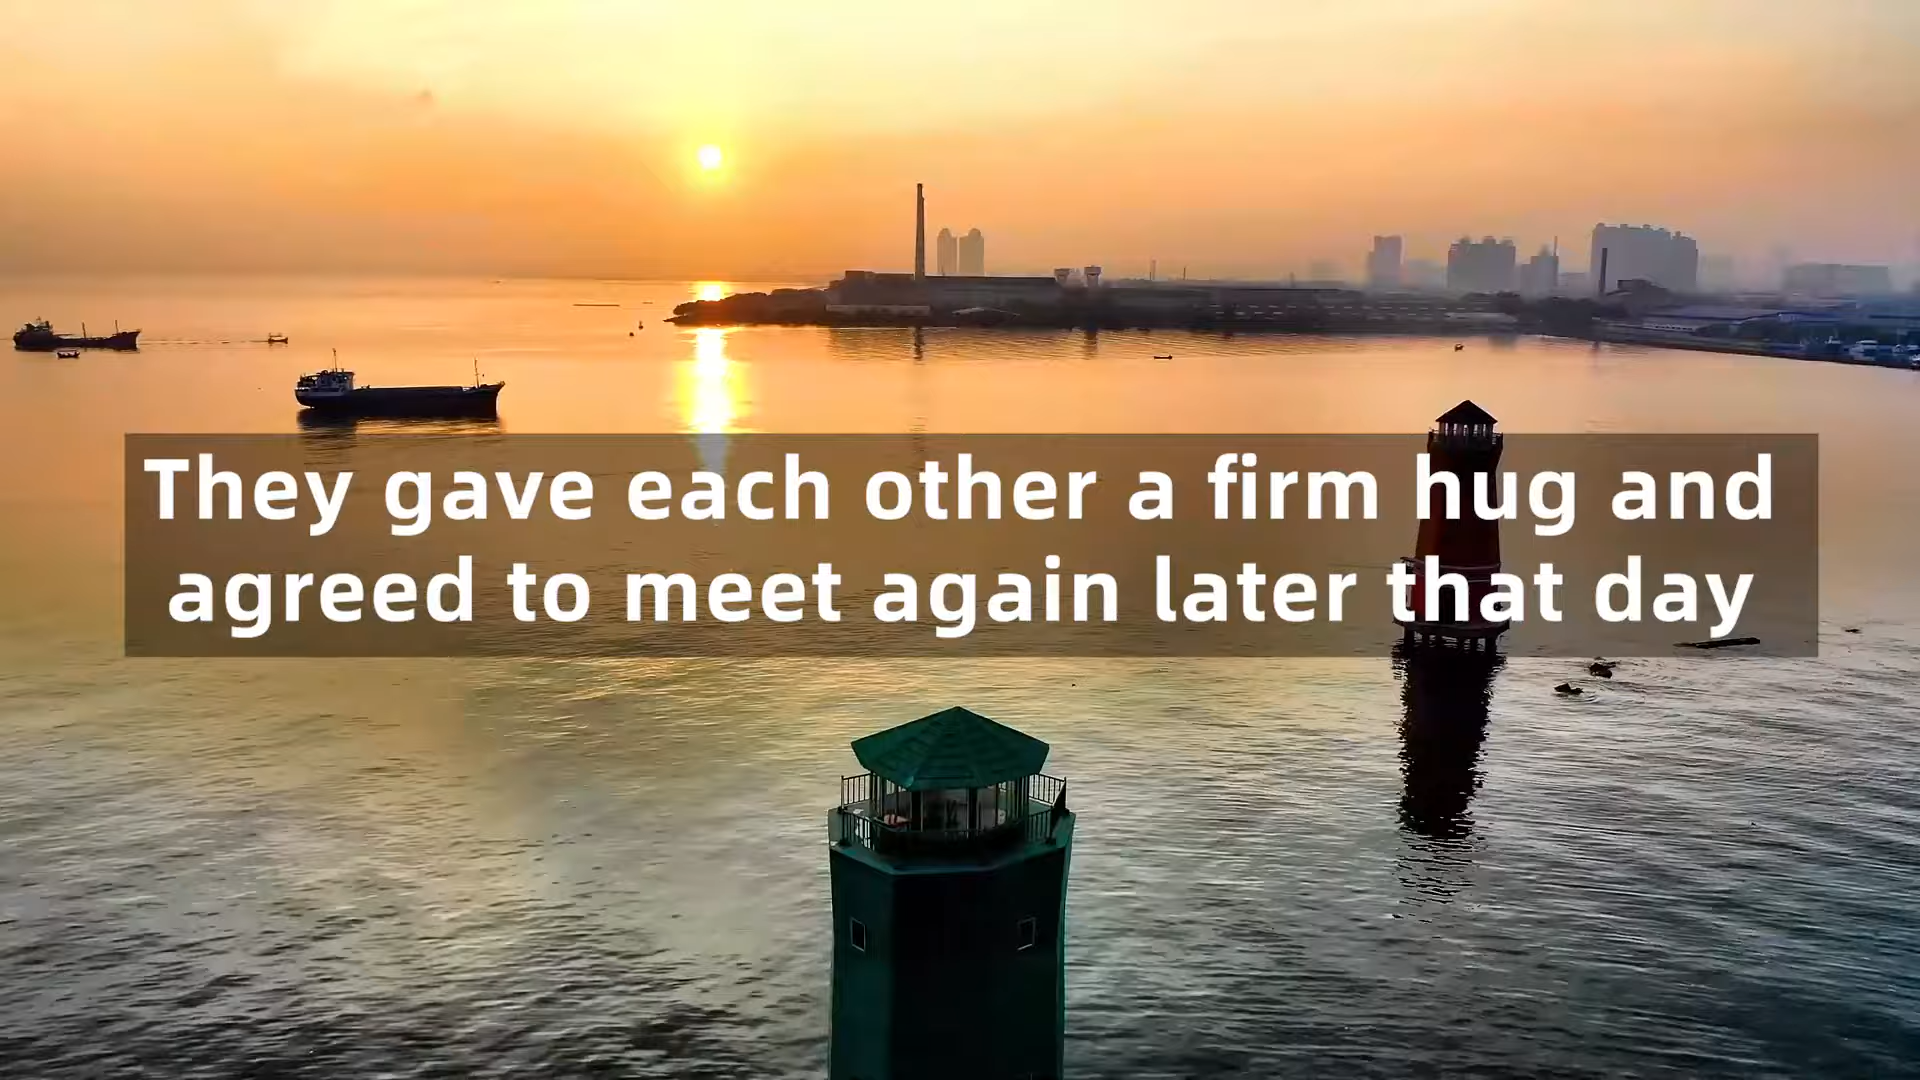 They gave each other a firm hug and
agreed to meet again later that day